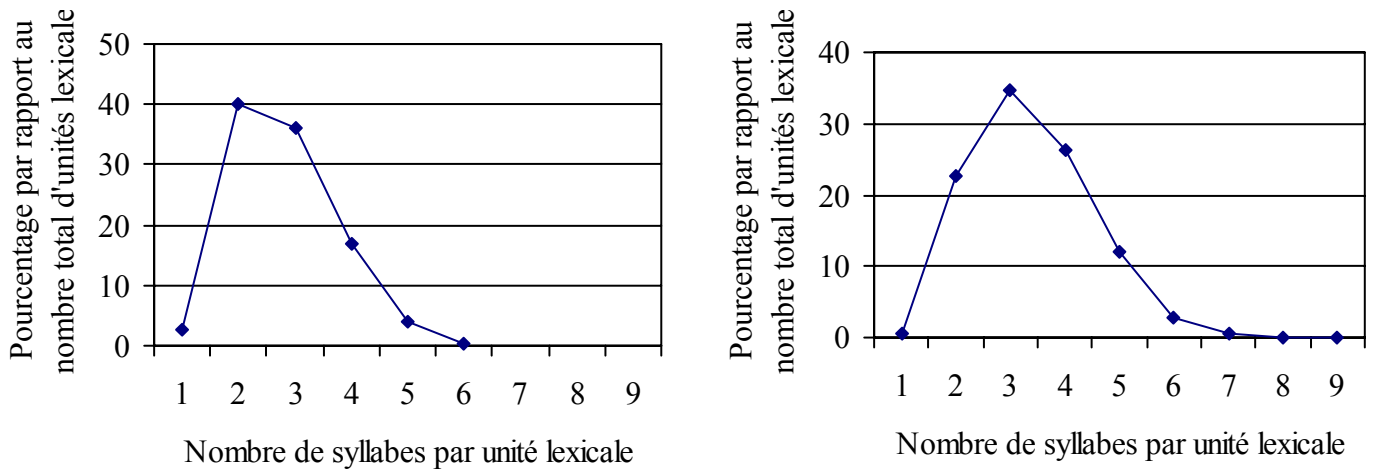 Pourcentage par rapport au
nombre total d'unités lexicale
50
40
30
20
10
0
1 2 3 4 5 6 7 8 9
Nombre de syllabes par unité lexicale
Pourcentage par rapport au
nombre total d'unités lexicale
40
30
20
10
0
1 2 3 4 5 6 7 8 9
Nombre de syllabes par unité lexicale